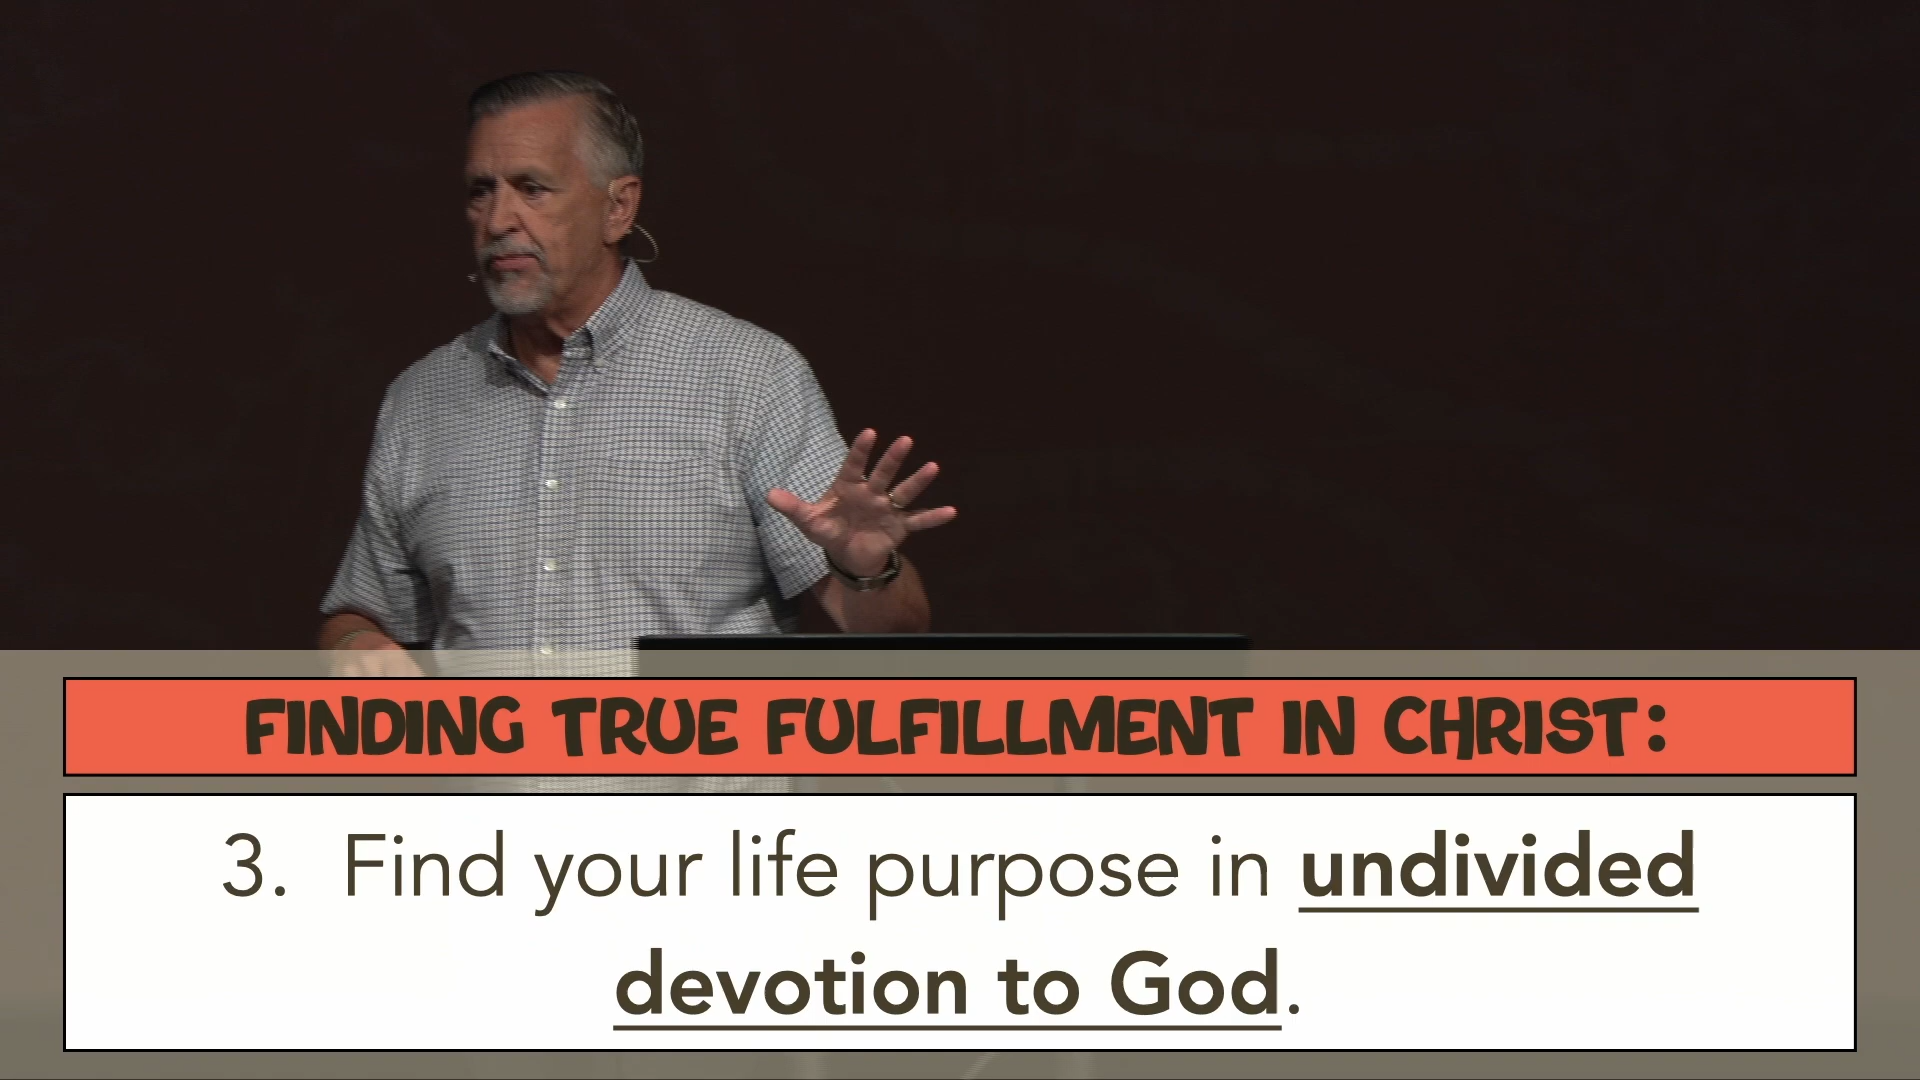 FINDING TRUE FULFILLMENT IN CHRIST:
3. Find your life purpose in undivided
devotion to God.